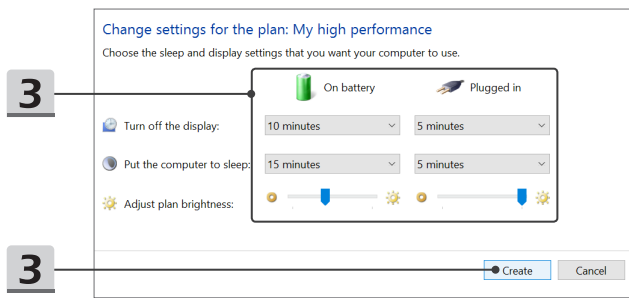 Change settings for the plan: My high performance
Choose the sleep and display settings that you want your computer to use.
On battery Plugged in
3
Turn off the display: 10 minutes 5 minutes
Put the computer to sleep: 15 minutes 5 minutes
Adjust plan brightness:
3
Create Cancel